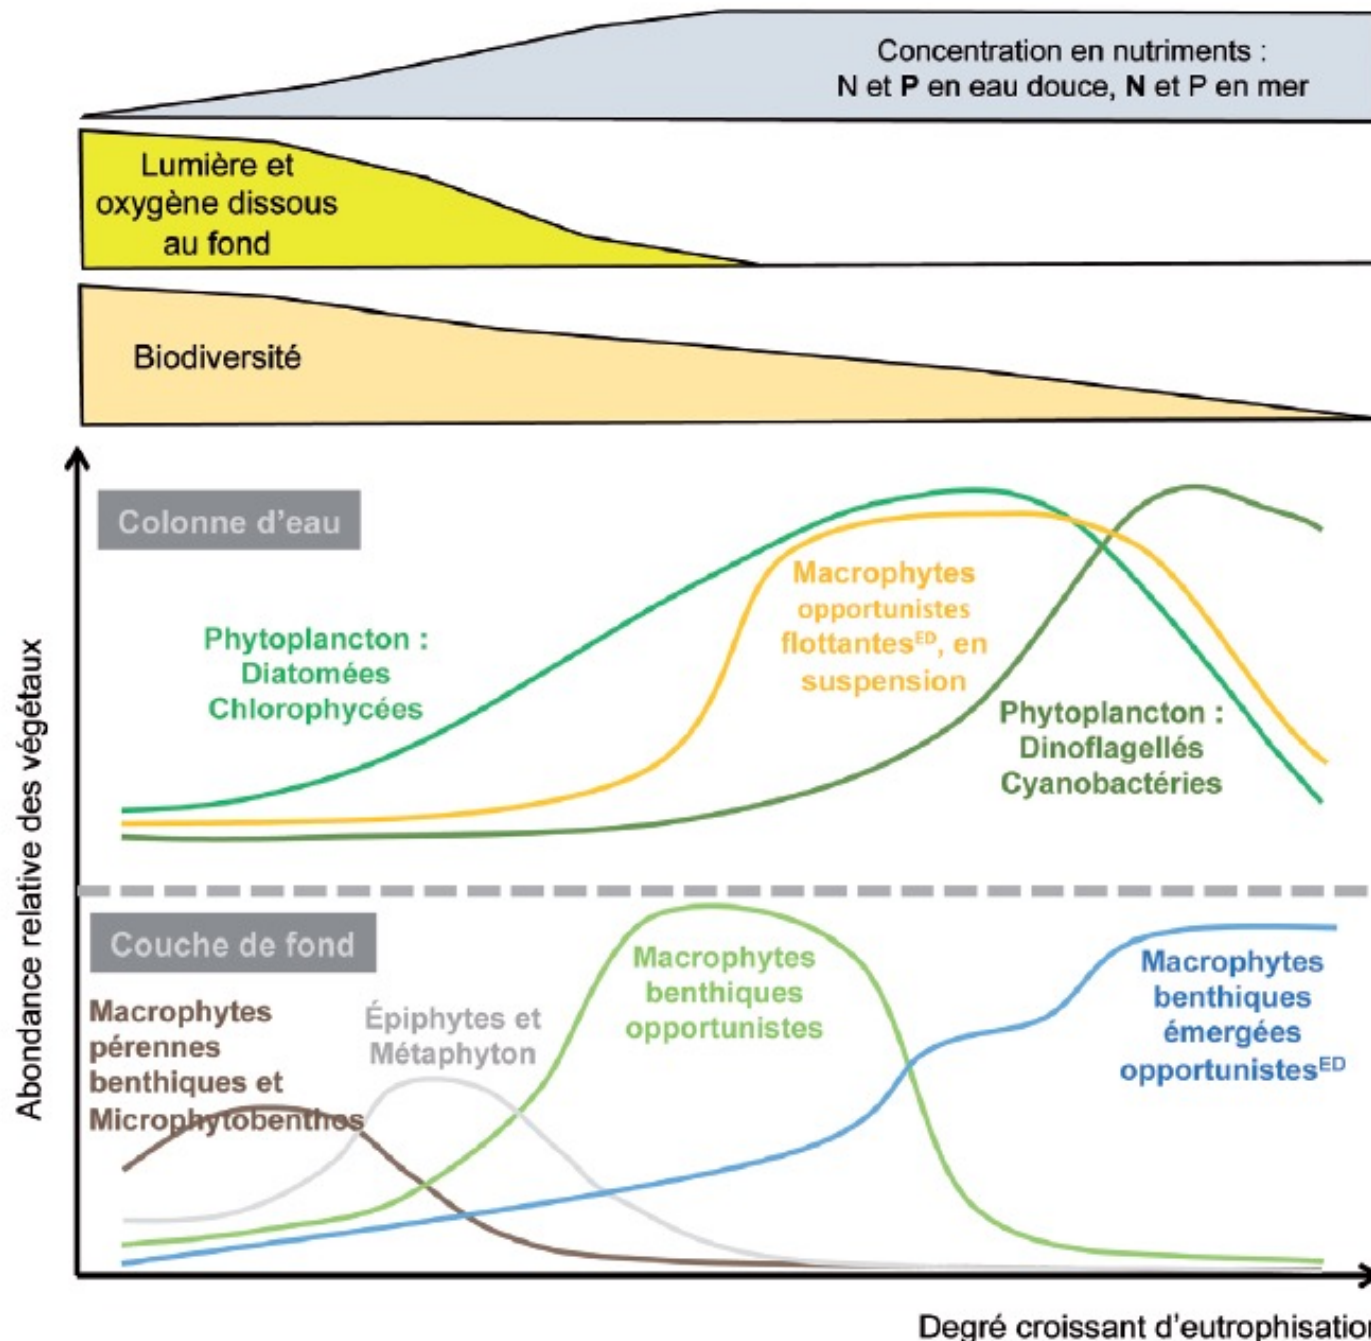 Concentration en nutriments :
N et P en eau douce, N et P en mer
Lumière et
oxygène dissous
au fond
Biodiversité
Abondance relative des végétaux
Colonne d'eau
Phytoplancton :
Diatomées
Chlorophycées
Macrophytes
opportunistes
flottantesED, en
suspension
Phytoplancton :
Dinoflagellés
Cyanobactéries
Couche de fond
Macrophytes
pérennes
benthiques et
Microphytobenthos
Épiphytes et
Métaphyton
Macrophytes
benthiques
opportunistes
Macrophytes
benthiques
émergées
opportunistesED
Degré croissant d'eutrophisation